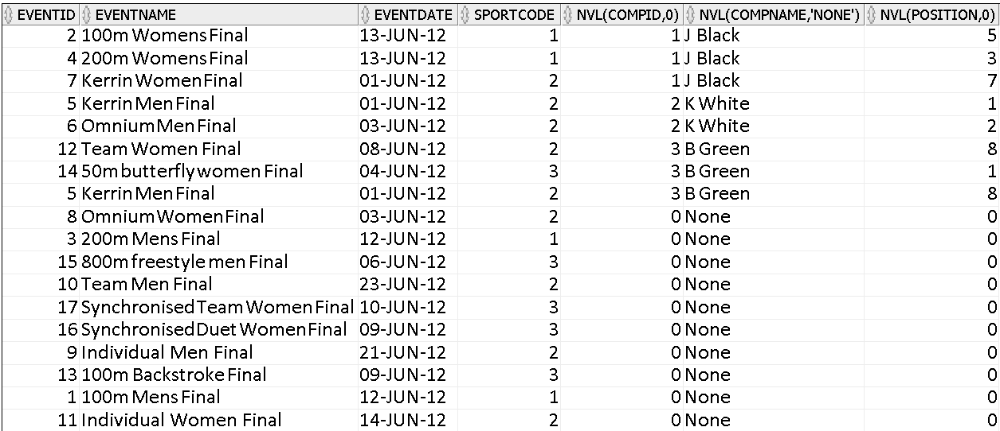 EVENTID EVENTNAME EVENTDATE SPORTCODE NVL(COMPID,0) NVL(COMPNAME,'NONE') NVL(POSITION,0)
2 100m Womens Final 13-JUN-12 1 1 J Black 5
4 200m Womens Final 13-JUN-12 1 1 J Black 3
7 Kerrin Women Final 01-JUN-12 2 1 J Black 7
5 Kerrin Men Final 01-JUN-12 2 2 K White 1
6 Omnium Men Final 03-JUN-12 2 2 K White 2
12 Team Women Final 08-JUN-12 2 3 B Green 8
14 50m butterfly women Final 04-JUN-12 3 3 B Green 1
5 Kerrin Men Final 01-JUN-12 2 3 B Green 8
8 Omnium Women Final 03-JUN-12 2 0 None 0
3 200m Mens Final 12-JUN-12 1 0 None 0
15 800m freestyle men Final 06-JUN-12 3 0 None 0
10 Team Men Final 23-JUN-12 2 0 None 0
17 Synchronised Team Women Final 10-JUN-12 3 0 None 0
16 Synchronised Duet Women Final 09-JUN-12 3 0 None 0
9 Individual Men Final 21-JUN-12 2 0 None 0
13 100m Backstroke Final 09-JUN-12 3 0 None 0
1 100m Mens Final 12-JUN-12 1 0 None 0
11 Individual Women Final 14-JUN-12 2 0 None 0